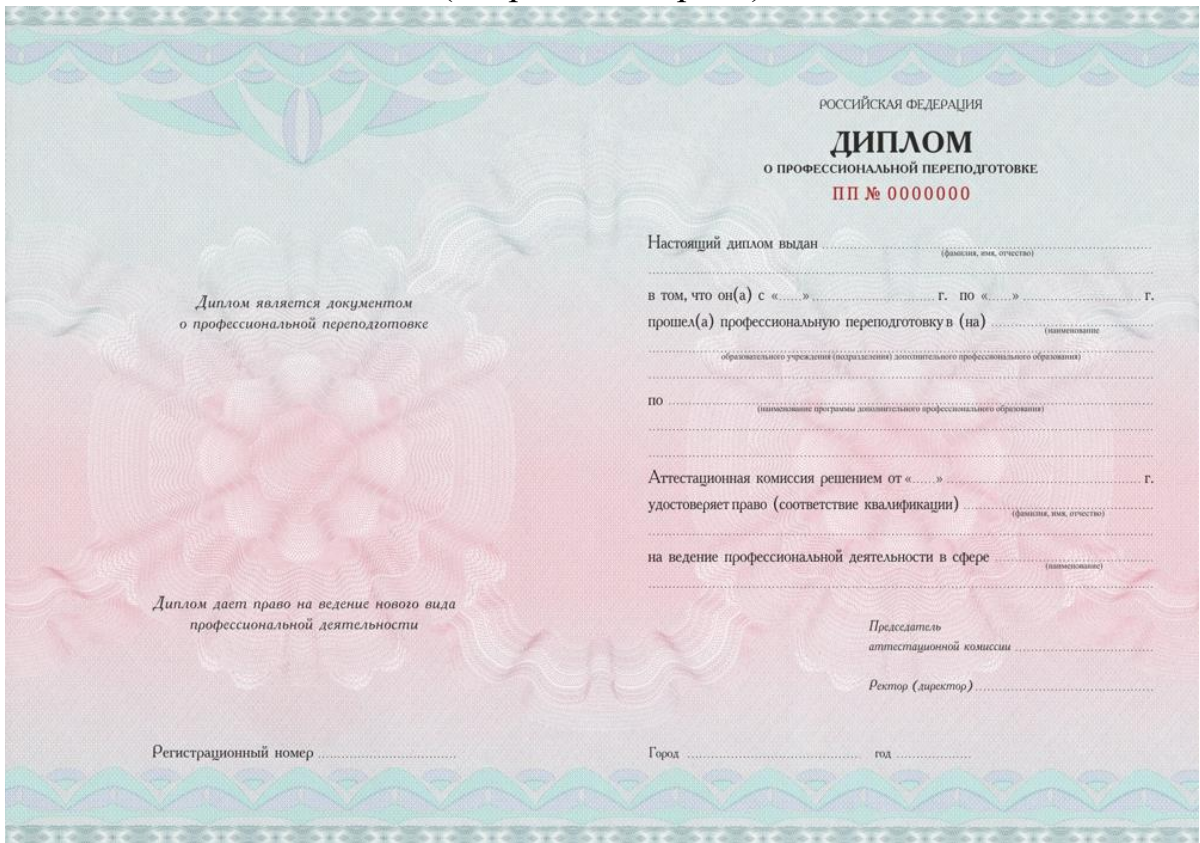 Диплом является документом
о профессиональной переподготовке
Диплом дает право на ведение нового вида
профессиональной деятельности
Регистрационный номер
РОССИЙСКАЯ ФЕДЕРАЦИЯ
ДИПЛОМ
О ПРОФЕССИОНАЛЬНОЙ ПЕРЕПОДГОТОВКЕ
ПП № 0000000
Настоящий диплом выдан
(фамилия, имя, отчество)
в том, что он(а) с «......» г. по «......» г.
прошел(а) профессиональную переподготовку в (на)
(наименование
образовательного учреждения (подразделения) дополнительного профессионального образования)
по
(наименование программы дополнительного профессионального образования)
Аттестационная комиссия решением от «......» г.
удостоверяет право (соответствие квалификации)
(фамилия, имя, отчество)
на ведение профессиональной деятельности в сфере
(наименование)
Председатель
аттестационной комиссии
Ректор (директор)
Город год